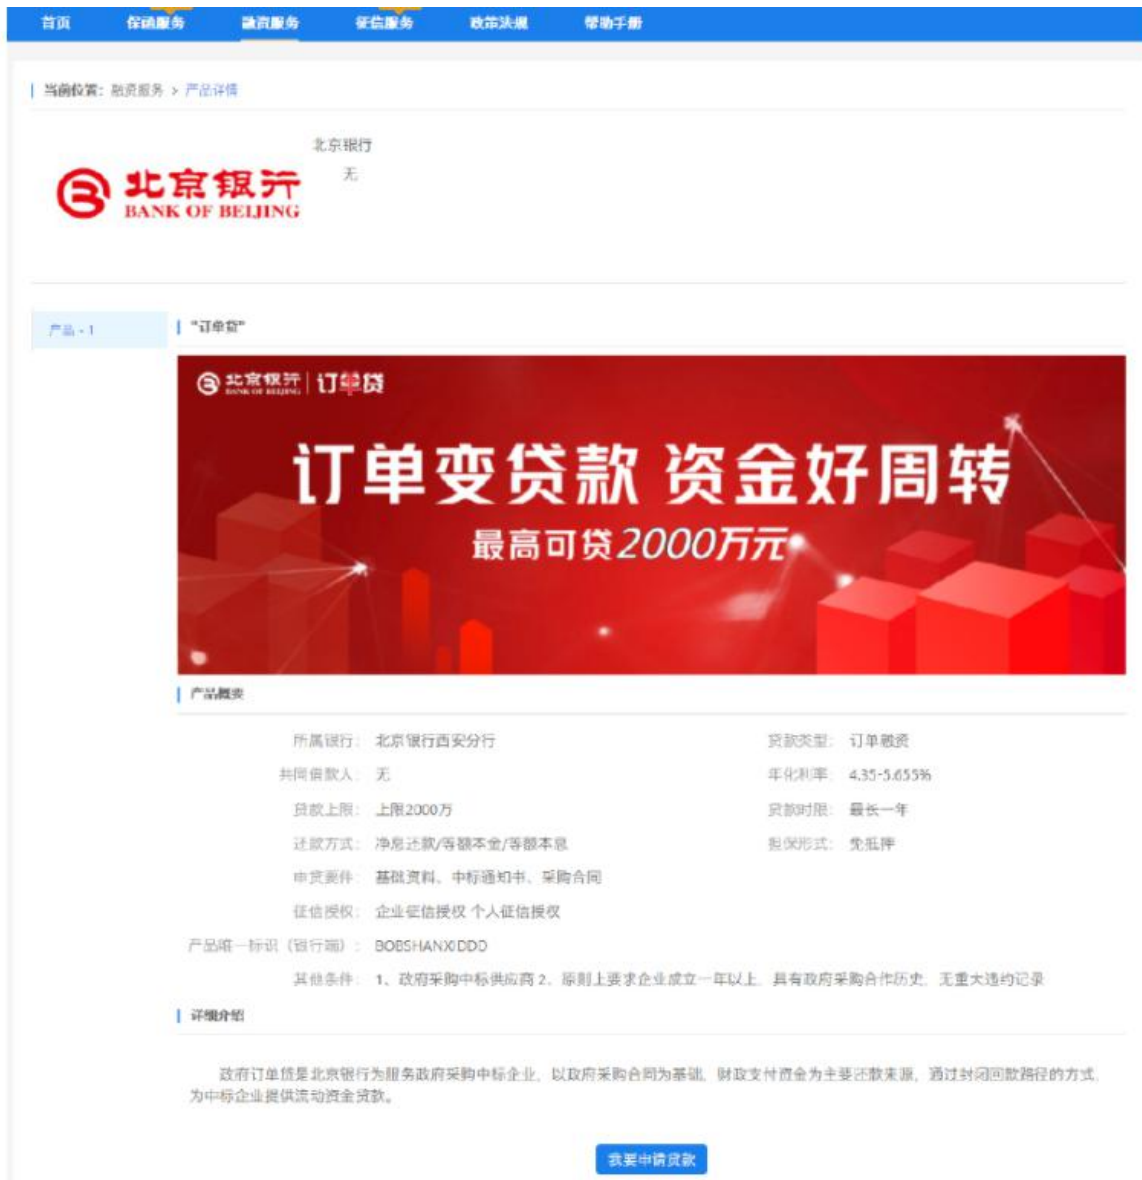 首页 保函服务 融资服务 征信服务 政策法规 帮助手册
当前位置: 融资服务 > 产品详情
北京银行
无
北京银行
BANK OF BEIJING
产品 - 1
"订单贷"
北京银行 BANK OF BEIJING 订单贷
订单变贷款 资金好周转
最高可贷2000万元
产品概要
所属银行: 北京银行西安分行 贷款类型: 订单融资
共同借款人: 无 年化利率: 4.35-5.655%
贷款上限: 上限2000万 贷款时限: 最长一年
还款方式: 净息还款/等额本金/等额本息 担保形式: 免抵押
申贷要件: 基础资料、中标通知书、采购合同
征信授权: 企业征信授权 个人征信授权
产品唯一标识（银行端）: BOBSHANXIDDD
其他条件: 1、政府采购中标供应商 2、原则上要求企业成立一年以上，具有政府采购合作历史，无重大违约记录
详细介绍
政府订单贷是北京银行为服务政府采购中标企业，以政府采购合同为基础，财政支付资金为主要还款来源，通过封闭回款路径的方式，
为中标企业提供流动资金贷款。
我要申请贷款